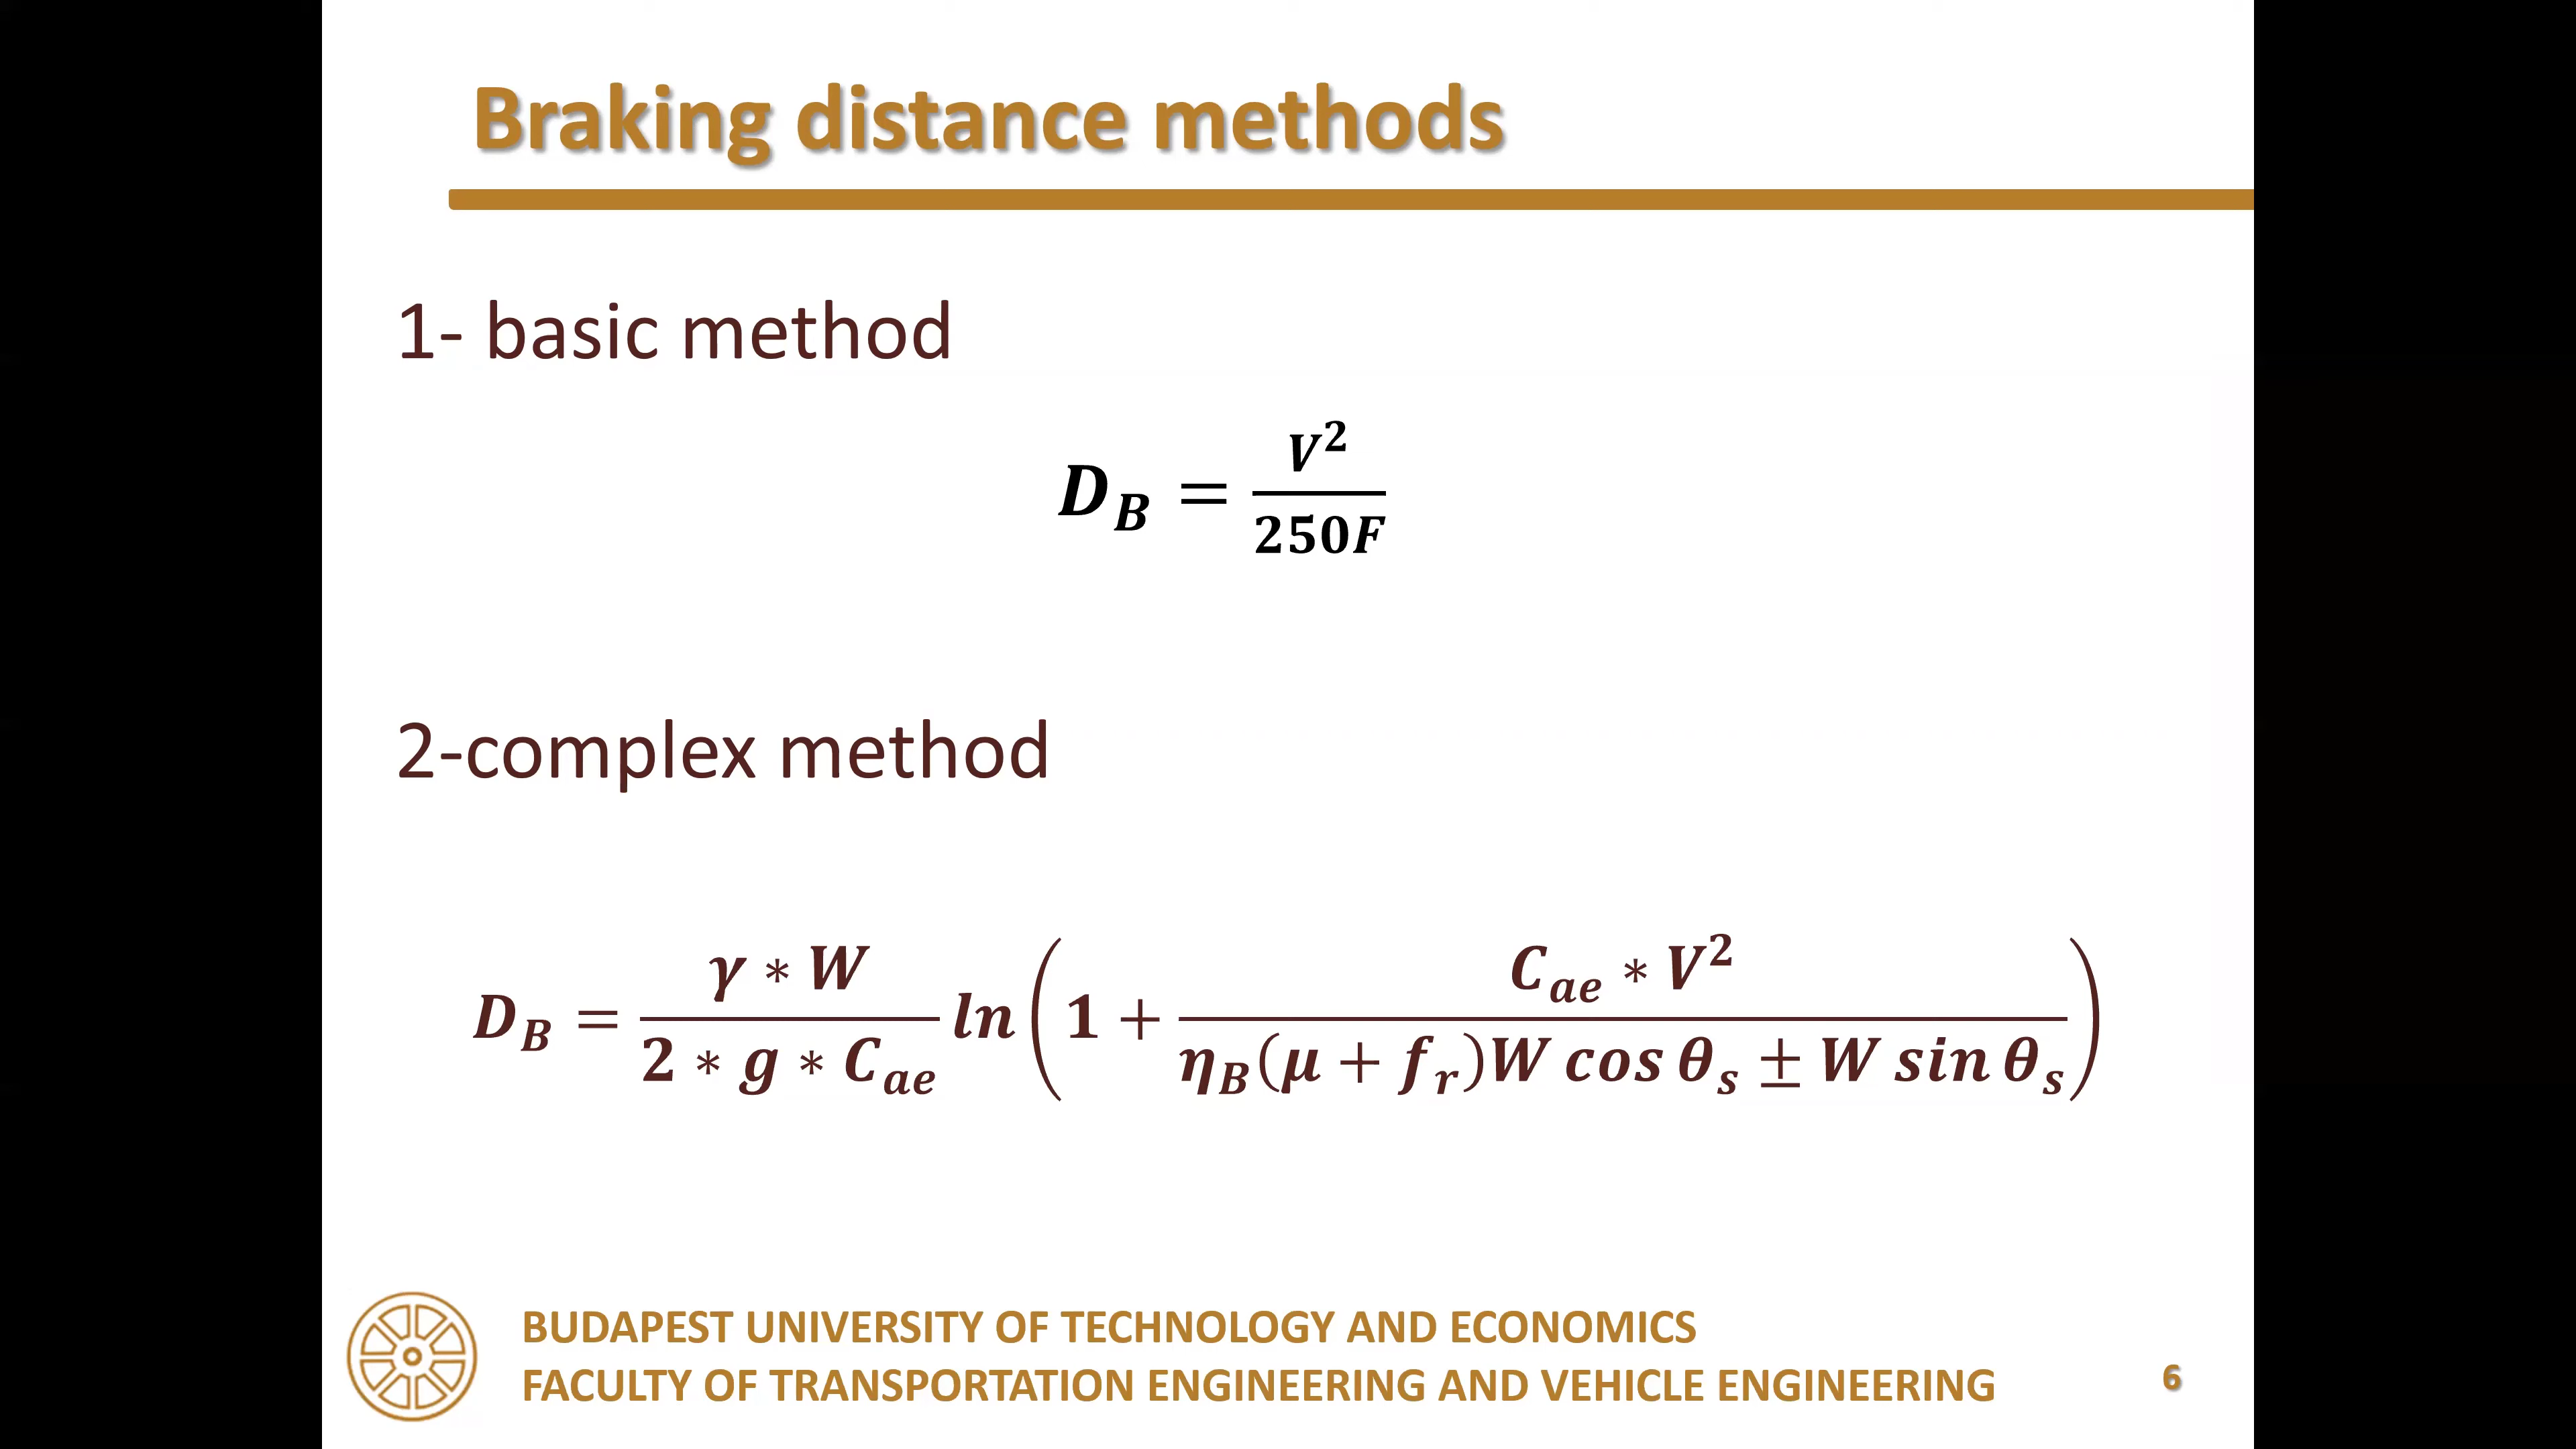 Braking distance methods
1- basic method
𝑫_𝑩 = 𝑽²/𝟐𝟓𝟎𝑭
2-complex method
D_B = (γ ∗ W)/(2 ∗ g ∗ C_ae) ln(1 + (C_ae ∗ V²)/(η_B(μ + f_r)W cos θ_s ± W sin θ_s))
BUDAPEST UNIVERSITY OF TECHNOLOGY AND ECONOMICS
FACULTY OF TRANSPORTATION ENGINEERING AND VEHICLE ENGINEERING
6